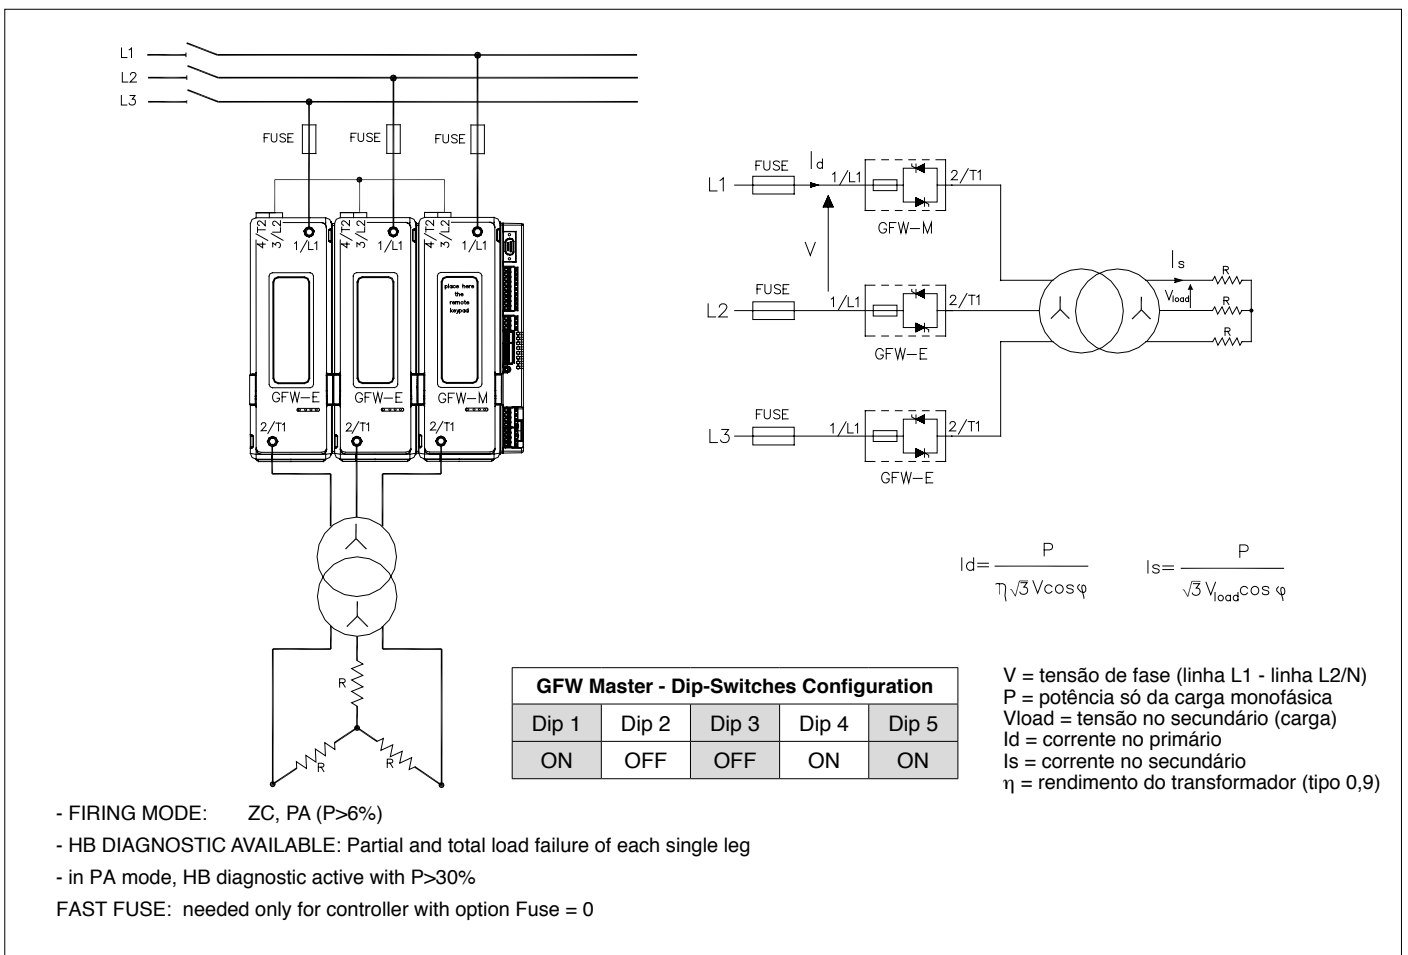 L1
L2
L3
FUSE
FUSE
FUSE
4/T2
3/L2
1/L1
4/T2
3/L2
1/L1
4/T2
3/L2
1/L1
place here
the
remote
keypad
GFW-E
GFW-E
GFW-M
2/T1
2/T1
2/T1
R
R
R
L1
FUSE
Id
1/L1
2/T1
GFW-M
V
L2
FUSE
1/L1
2/T1
GFW-E
L3
FUSE
1/L1
2/T1
GFW-E
Is
Vload
R
R
R
Id= P / η√3 Vcosφ
Is= P / √3 Vload cos φ
GFW Master - Dip-Switches Configuration
Dip 1 Dip 2 Dip 3 Dip 4 Dip 5
ON OFF OFF ON ON
V = tensão de fase (linha L1 - linha L2/N)
P = potência só da carga monofásica
Vload = tensão no secundário (carga)
Id = corrente no primário
Is = corrente no secundário
η = rendimento do transformador (tipo 0,9)
- FIRING MODE: ZC, PA (P>6%)
- HB DIAGNOSTIC AVAILABLE: Partial and total load failure of each single leg
- in PA mode, HB diagnostic active with P>30%
FAST FUSE: needed only for controller with option Fuse = 0